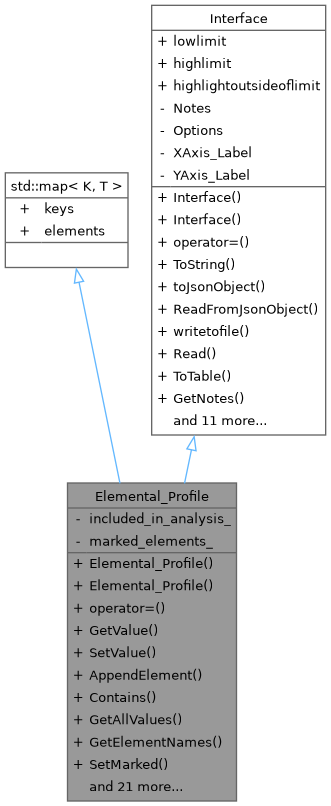 Interface
+ lowlimit
+ highlimit
+ highlightoutsideoflimit
- Notes
- Options
- XAxis_Label
- YAxis_Label
+ Interface()
+ Interface()
+ operator=()
+ ToString()
+ toJsonObject()
+ ReadFromJsonObject()
+ writetofile()
+ Read()
+ ToTable()
+ GetNotes()
and 11 more...
std::map< K, T >
+ keys
+ elements
Elemental_Profile
- included_in_analysis_
- marked_elements_
+ Elemental_Profile()
+ Elemental_Profile()
+ operator=()
+ GetValue()
+ SetValue()
+ AppendElement()
+ Contains()
+ GetAllValues()
+ GetElementNames()
+ SetMarked()
and 21 more...